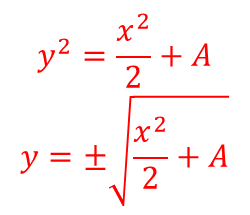 y² = x²/2 + A
y = ±√(x²/2 + A)